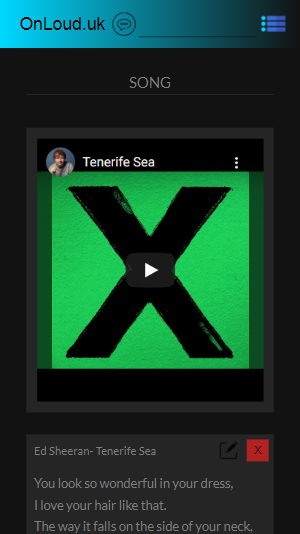 OnLoud.uk
SONG
Tenerife Sea
X
Ed Sheeran- Tenerife Sea
X
You look so wonderful in your dress,
I love your hair like that.
The way it falls on the side of your neck,